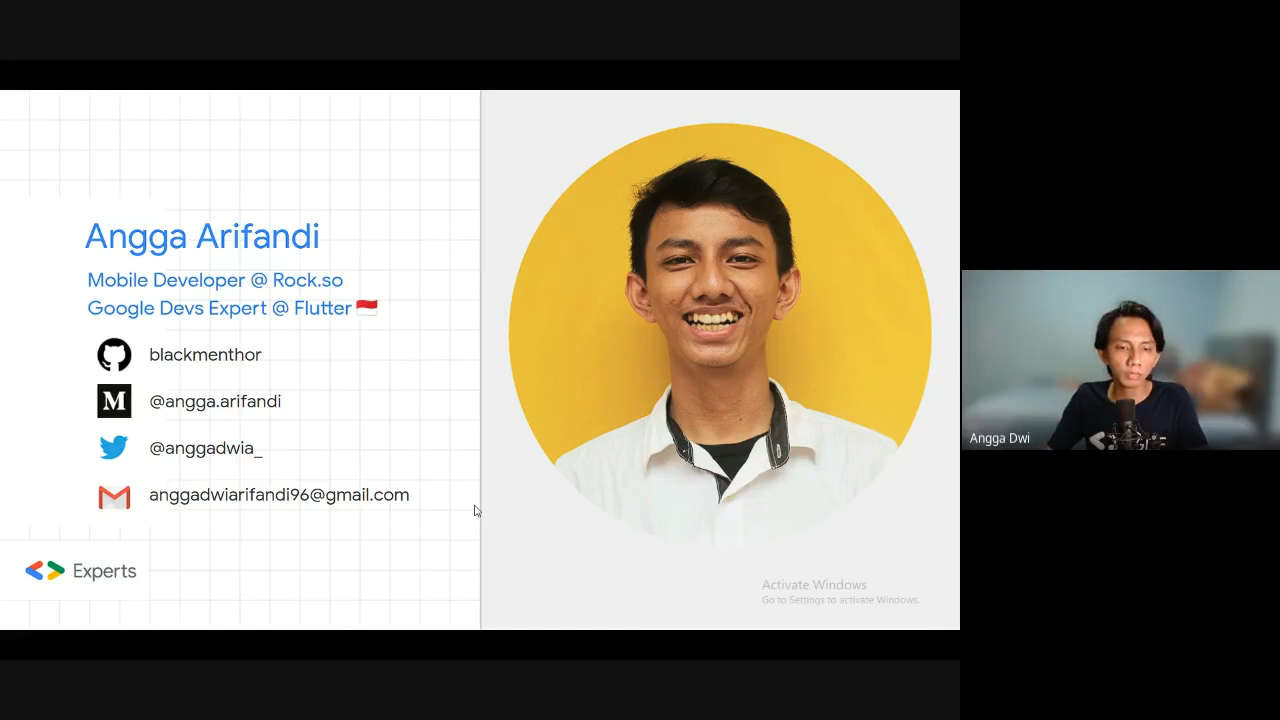 Angga Arifandi
Mobile Developer @ Rock.so
Google Devs Expert @ Flutter 🇮🇩
blackmenthor
M @angga.arifandi
@anggadwia_
anggadwiarifandi96@gmail.com
Experts
Activate Windows
Go to Settings to activate Windows.
Angga Dwi